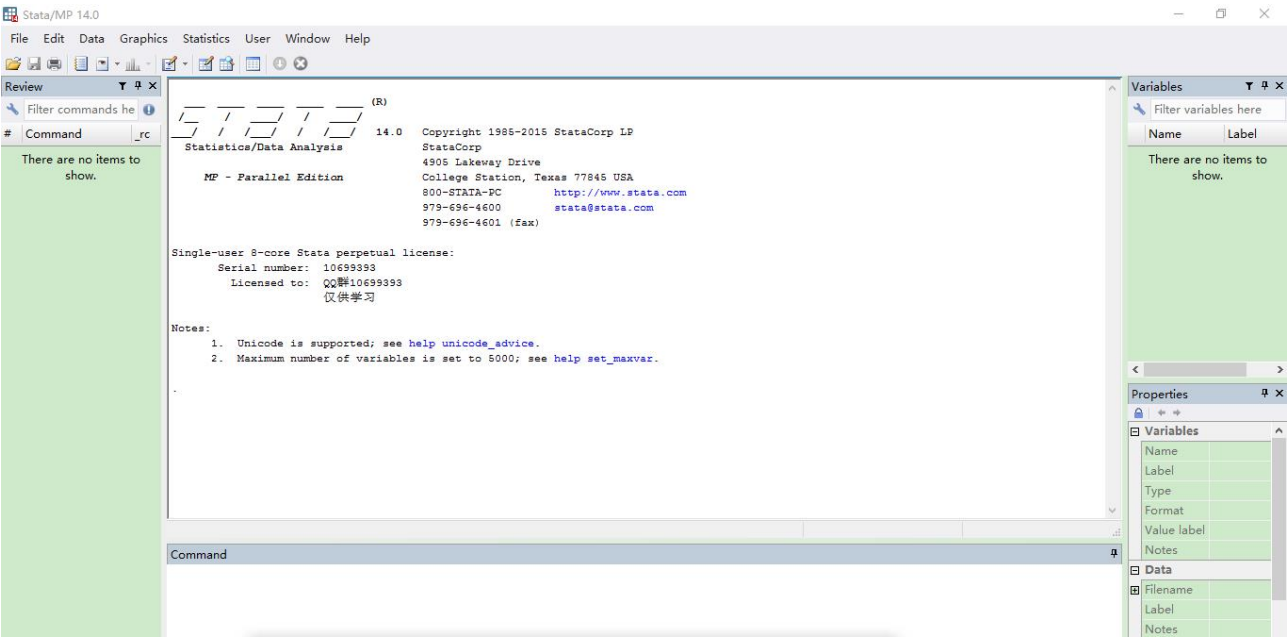 Stata/MP 14.0
File Edit Data Graphics Statistics User Window Help
Review
Filter commands he
# Command _rc
There are no items to
show.
(R)
14.0 Copyright 1985-2015 StataCorp LP
Statistics/Data Analysis StataCorp
4905 Lakeway Drive
MP - Parallel Edition College Station, Texas 77845 USA
800-STATA-PC http://www.stata.com
979-696-4600 stata@stata.com
979-696-4601 (fax)
Single-user 8-core Stata perpetual license:
Serial number: 10699393
Licensed to: QQ群10699393
仅供学习
Notes:
1. Unicode is supported; see help unicode_advice.
2. Maximum number of variables is set to 5000; see help set_maxvar.
.
Command
Variables
Filter variables here
Name Label
There are no items to
show.
Properties
Variables
Name
Label
Type
Format
Value label
Notes
Data
Filename
Label
Notes